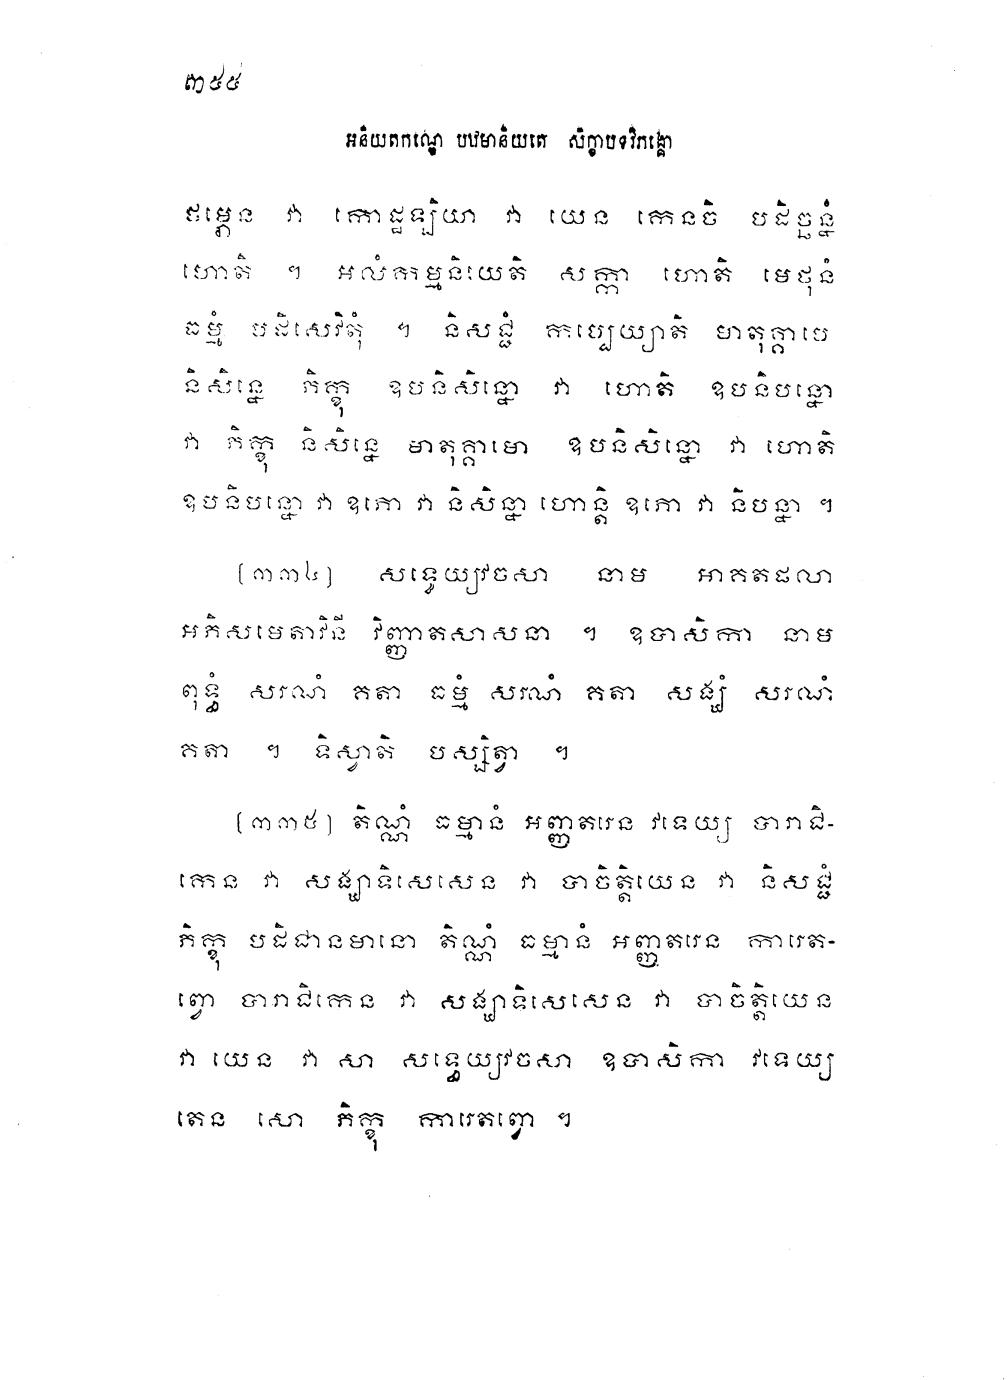 ៣៥៥
អនិយតកណ្ឌេ បឋមានិយតេ សិក្ខាបទវិភង្គោ
ថម្ភេន វា កោដ្ឋឡិយា វា យេន កេនចិ បដិច្ឆន្នំ
ហោតិ ។ អលំកម្មនិយេតិ សក្កា ហោតិ មេថុនំ
ធម្មំ បដិសេវិតុំ ។ និសជ្ជំ កប្បេយ្យាតិ មាតុគ្គាមេ
និសិន្នេ ភិក្ខុ ឧបនិសិន្នោ វា ហោតិ ឧបនិបន្នោ
វា ភិក្ខុ និសិន្នេ មាតុគ្គាមោ ឧបនិសិន្នោ វា ហោតិ
ឧបនិបន្នោ វា ឧភោ វា និសិន្នា ហោន្តិ ឧភោ វា និបន្នា ។
[៣៣៤] សទ្ធេយ្យវចសា នាម អាគតផលា
អភិសមេតាវិនី វិញ្ញាតសាសនា ។ ឧបាសិកា នាម
ពុទ្ធំ សរណំ គតា ធម្មំ សរណំ គតា សង្ឃំ សរណំ
គតា ។ ទិស្វាតិ បស្សិត្វា ។
[៣៣៥] តិណ្ណំ ធម្មានំ អញ្ញតរេន វទេយ្យ បារាជិ-
កេន វា សង្ឃាទិសេសេន វា បាចិត្តិយេន វា និសជ្ជំ
ភិក្ខុ បដិជានមានោ តិណ្ណំ ធម្មានំ អញ្ញតរេន ការេត-
ព្វោ បារាជិកេន វា សង្ឃាទិសេសេន វា បាចិត្តិយេន
វា យេន វា សា សទ្ធេយ្យវចសា ឧបាសិកា វទេយ្យ
តេន សោ ភិក្ខុ ការេតព្វោ ។